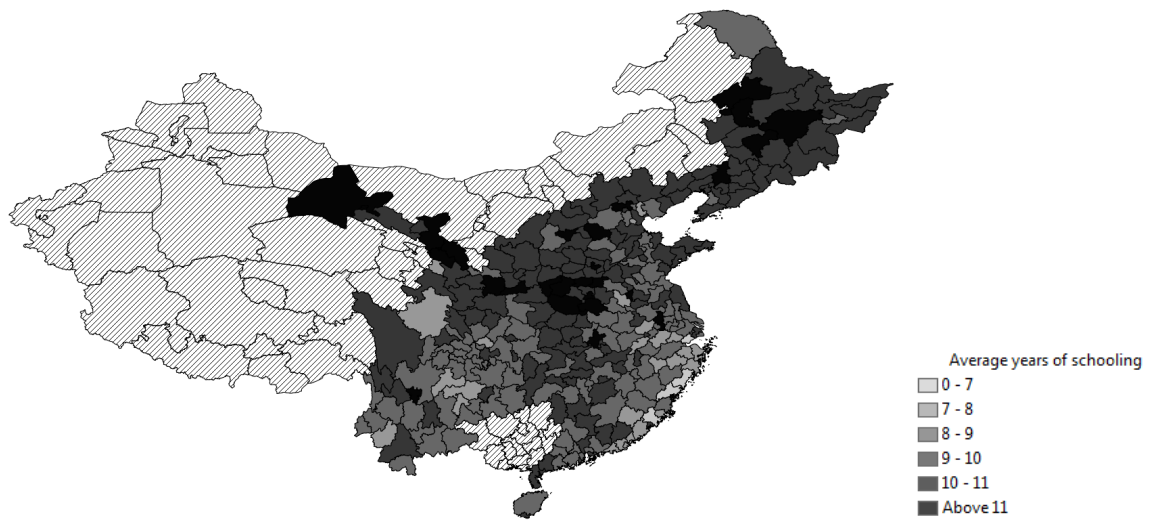 Average years of schooling
0 - 7
7 - 8
8 - 9
9 - 10
10 - 11
Above 11